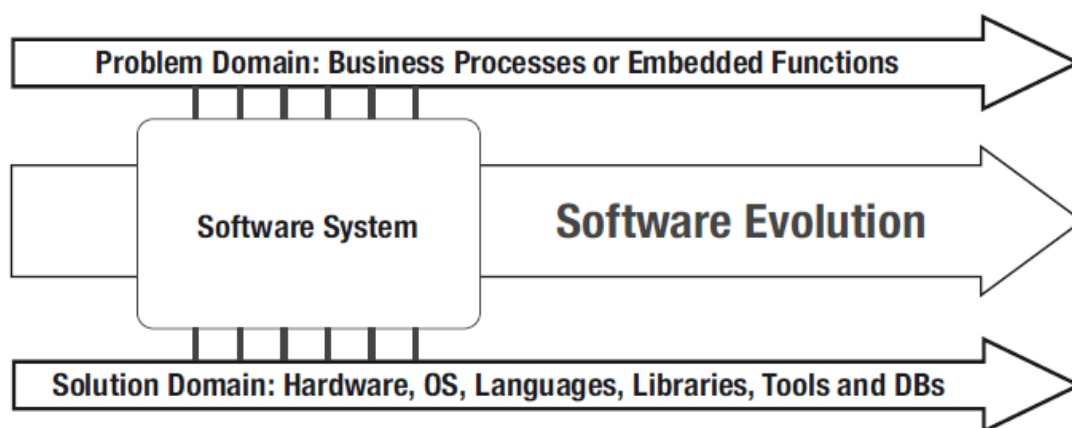 Problem Domain: Business Processes or Embedded Functions
Software System
Software Evolution
Solution Domain: Hardware, OS, Languages, Libraries, Tools and DBs